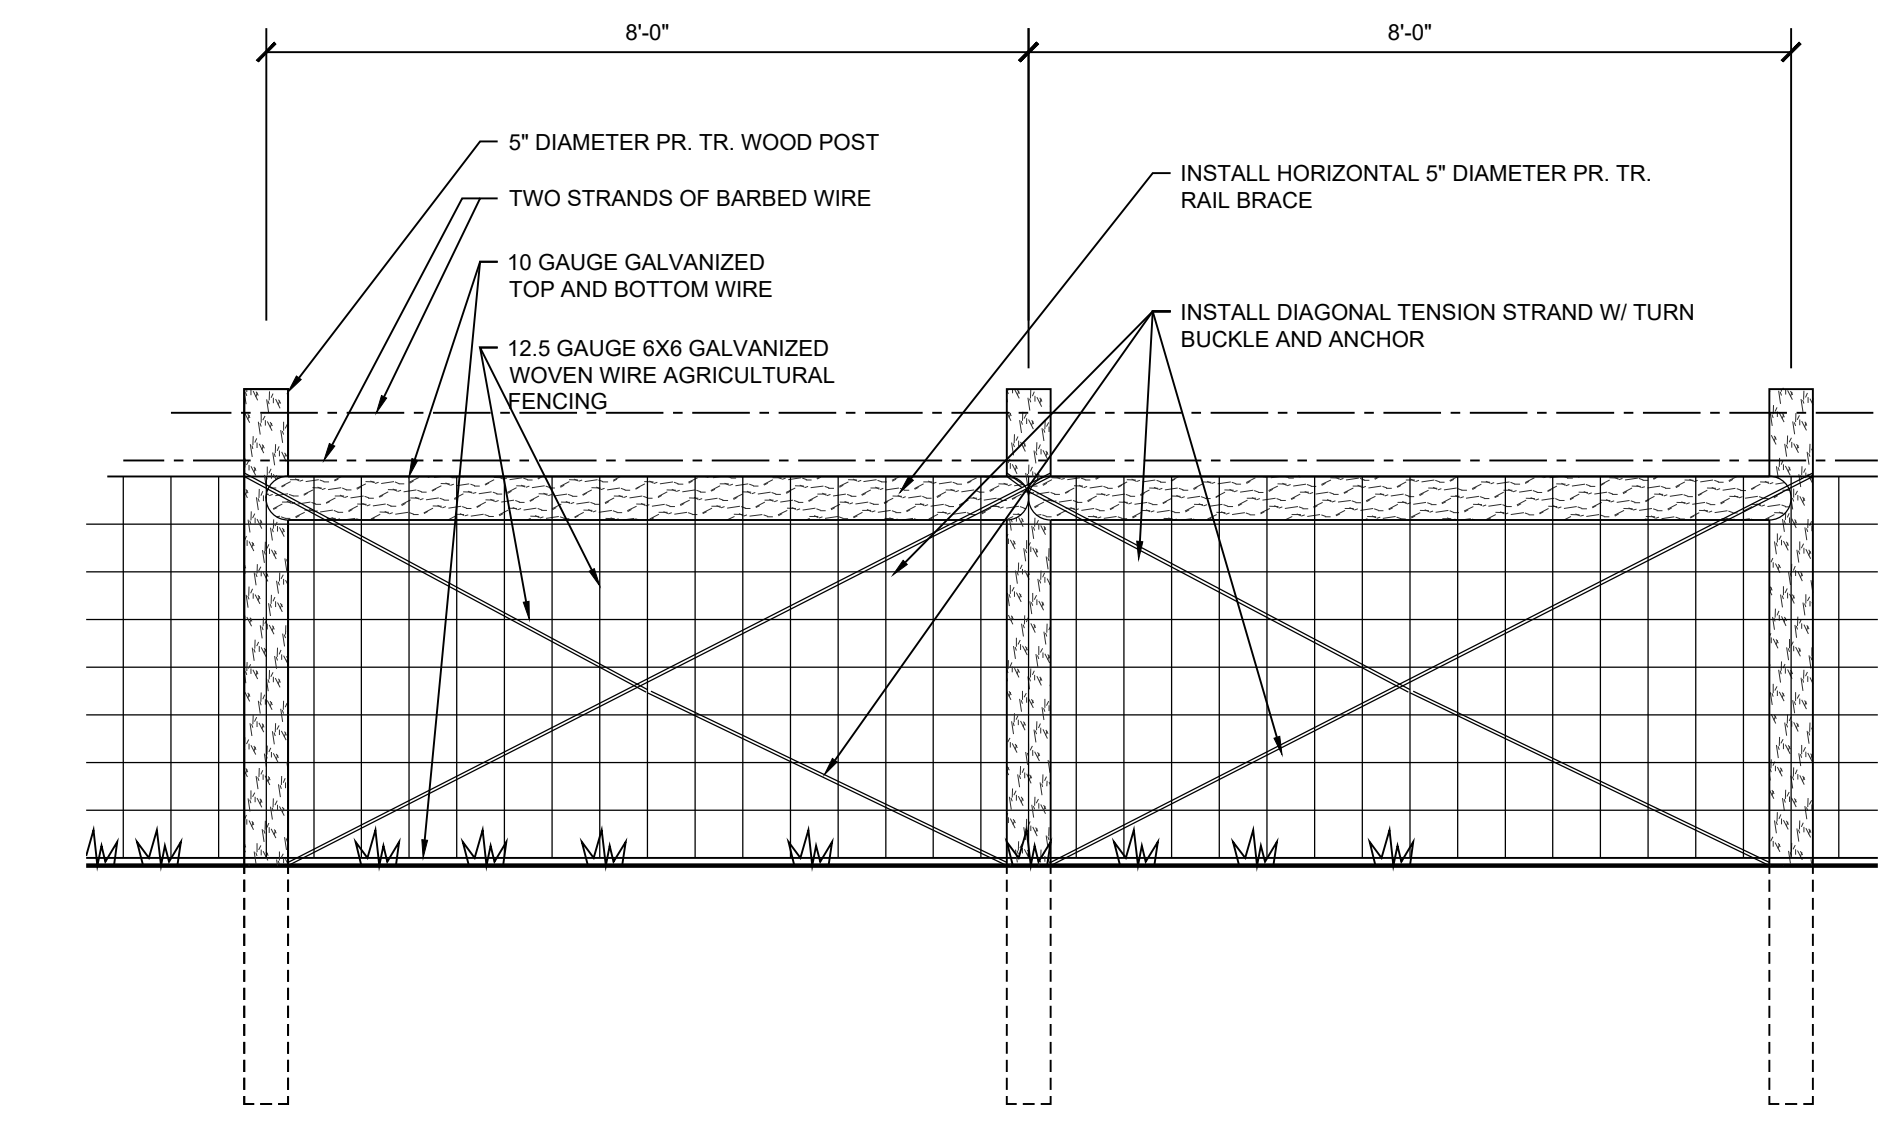 8'-0"
8'-0"
5" DIAMETER PR. TR. WOOD POST
TWO STRANDS OF BARBED WIRE
10 GAUGE GALVANIZED
TOP AND BOTTOM WIRE
12.5 GAUGE 6X6 GALVANIZED
WOVEN WIRE AGRICULTURAL
FENCING
INSTALL HORIZONTAL 5" DIAMETER PR. TR.
RAIL BRACE
INSTALL DIAGONAL TENSION STRAND W/ TURN
BUCKLE AND ANCHOR